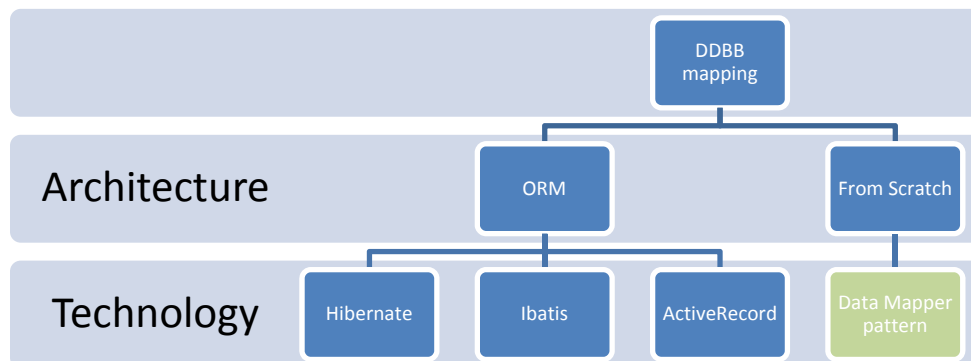 DDBB
mapping
Architecture
ORM
From Scratch
Technology
Hibernate
Ibatis
ActiveRecord
Data Mapper
pattern